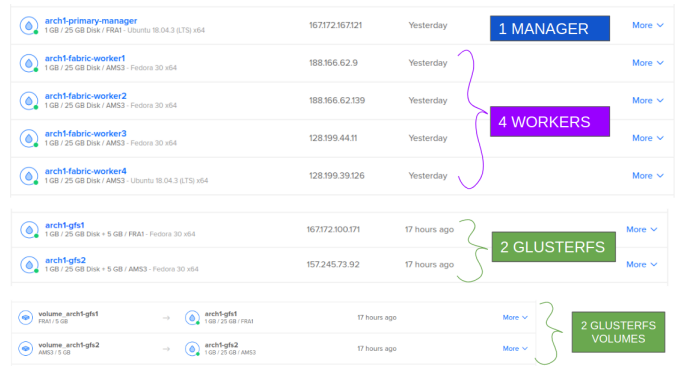 arch1-primary-manager
1 GB / 25 GB Disk / FRA1 - Ubuntu 18.04.3 (LTS) x64
167.172.167.121
Yesterday
1 MANAGER
More
arch1-fabric-worker1
1 GB / 25 GB Disk / AMS3 - Fedora 30 x64
188.166.62.9
Yesterday
More
arch1-fabric-worker2
1 GB / 25 GB Disk / AMS3 - Fedora 30 x64
188.166.62.139
Yesterday
More
4 WORKERS
arch1-fabric-worker3
1 GB / 25 GB Disk / AMS3 - Fedora 30 x64
128.199.44.11
Yesterday
More
arch1-fabric-worker4
1 GB / 25 GB Disk / AMS3 - Ubuntu 18.04.3 (LTS) x64
128.199.39.126
Yesterday
More
arch1-gfs1
1 GB / 25 GB Disk + 5 GB / FRA1 - Fedora 30 x64
167.172.100.171
17 hours ago
More
2 GLUSTERFS
arch1-gfs2
1 GB / 25 GB Disk + 5 GB / AMS3 - Fedora 30 x64
157.245.73.92
17 hours ago
More
volume_arch1-gfs1
FRA1 / 5 GB
→
arch1-gfs1
1 GB / 25 GB / FRA1
17 hours ago
More
2 GLUSTERFS
VOLUMES
volume_arch1-gfs2
AMS3 / 5 GB
→
arch1-gfs2
1 GB / 25 GB / AMS3
17 hours ago
More